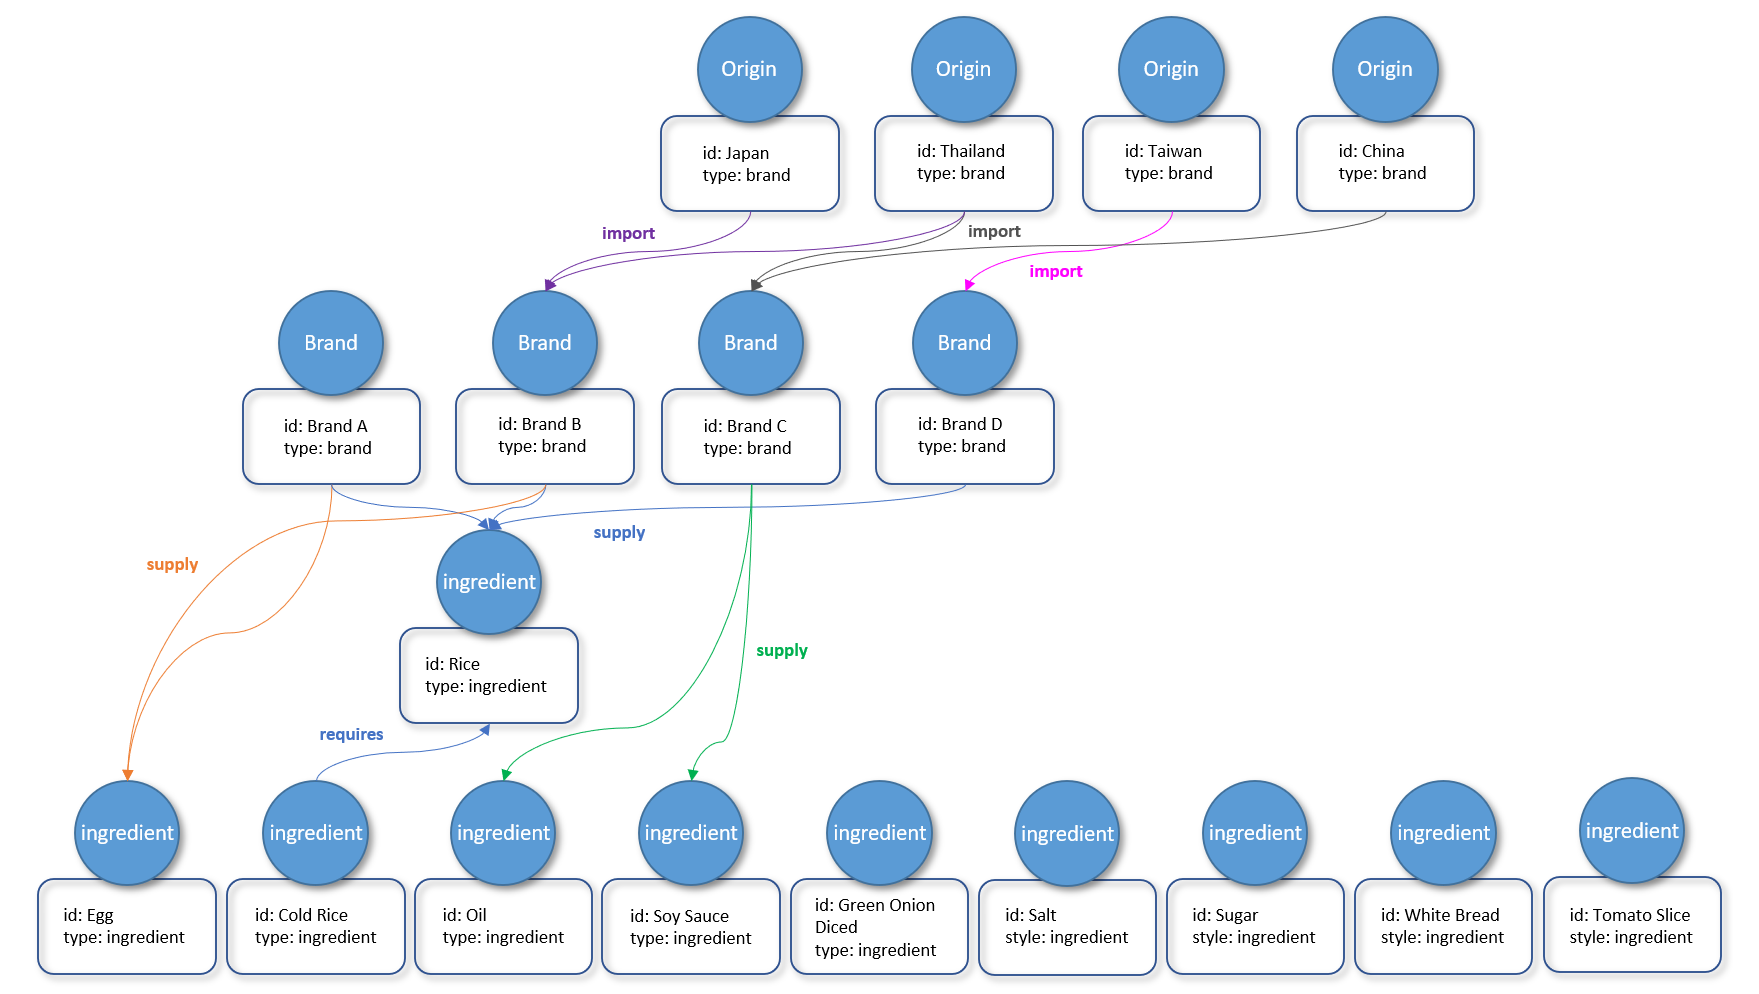 Origin
Origin
Origin
Origin
id: Japan
type: brand
id: Thailand
type: brand
id: Taiwan
type: brand
id: China
type: brand
import
import
import
Brand
Brand
Brand
Brand
id: Brand A
type: brand
id: Brand B
type: brand
id: Brand C
type: brand
id: Brand D
type: brand
supply
supply
ingredient
supply
id: Rice
type: ingredient
requires
ingredient
ingredient
ingredient
ingredient
ingredient
ingredient
ingredient
ingredient
ingredient
id: Egg
type: ingredient
id: Cold Rice
type: ingredient
id: Oil
type: ingredient
id: Soy Sauce
type: ingredient
id: Green Onion
Diced
type: ingredient
id: Salt
style: ingredient
id: Sugar
style: ingredient
id: White Bread
style: ingredient
id: Tomato Slice
style: ingredient